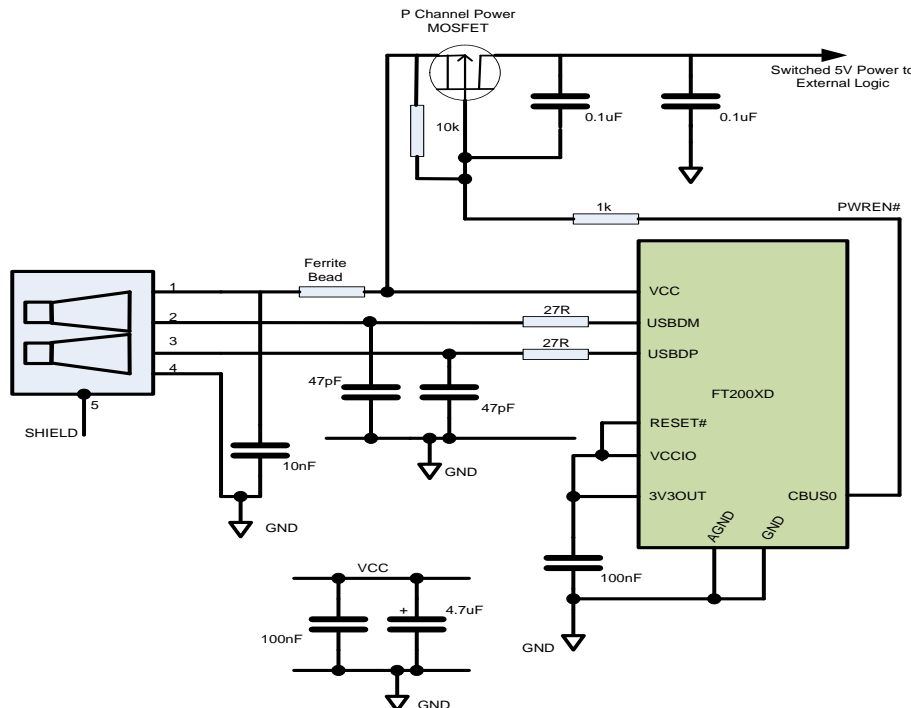 P Channel Power
MOSFET
Switched 5V Power to
External Logic
0.1uF
0.1uF
10k
1k
PWREN#
Ferrite
Bead
1
VCC
2
27R
USBDM
3
27R
USBDP
4
47pF
47pF
FT200XD
5
SHIELD
RESET#
10nF
VCCIO
GND
3V3OUT
CBUS0
GND
AGND
GND
100nF
VCC
100nF
+
4.7uF
GND
GND